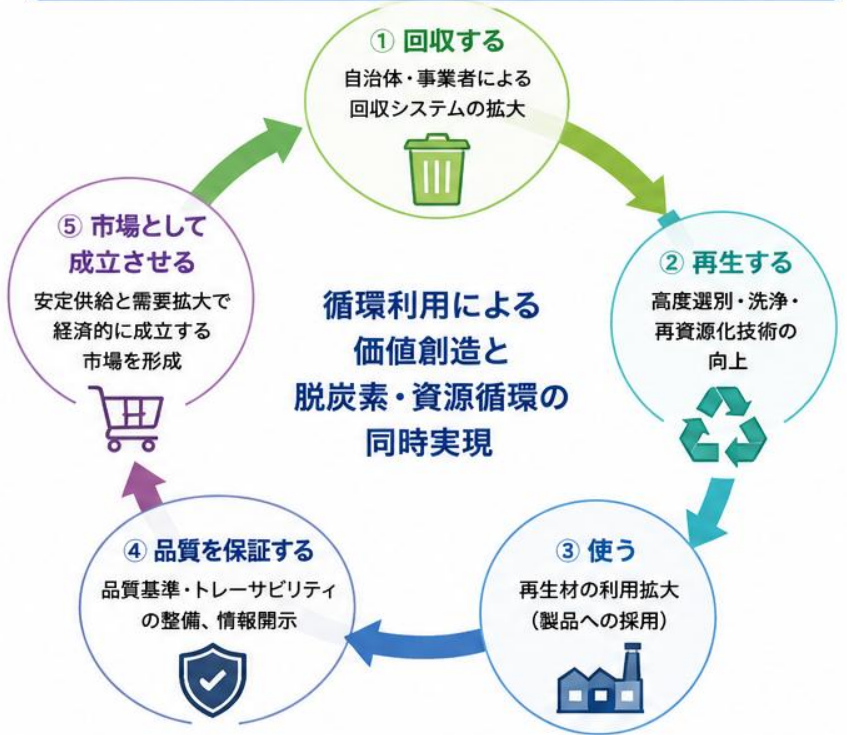 ① 回収する
自治体・事業者による
回収システムの拡大
② 再生する
高度選別・洗浄・
再資源化技術の
向上
③ 使う
再生材の利用拡大
（製品への採用）
④ 品質を保証する
品質基準・トレーサビリティ
の整備、情報開示
⑤ 市場として
成立させる
安定供給と需要拡大で
経済的に成立する
市場を形成
循環利用による
価値創造と
脱炭素・資源循環の
同時実現